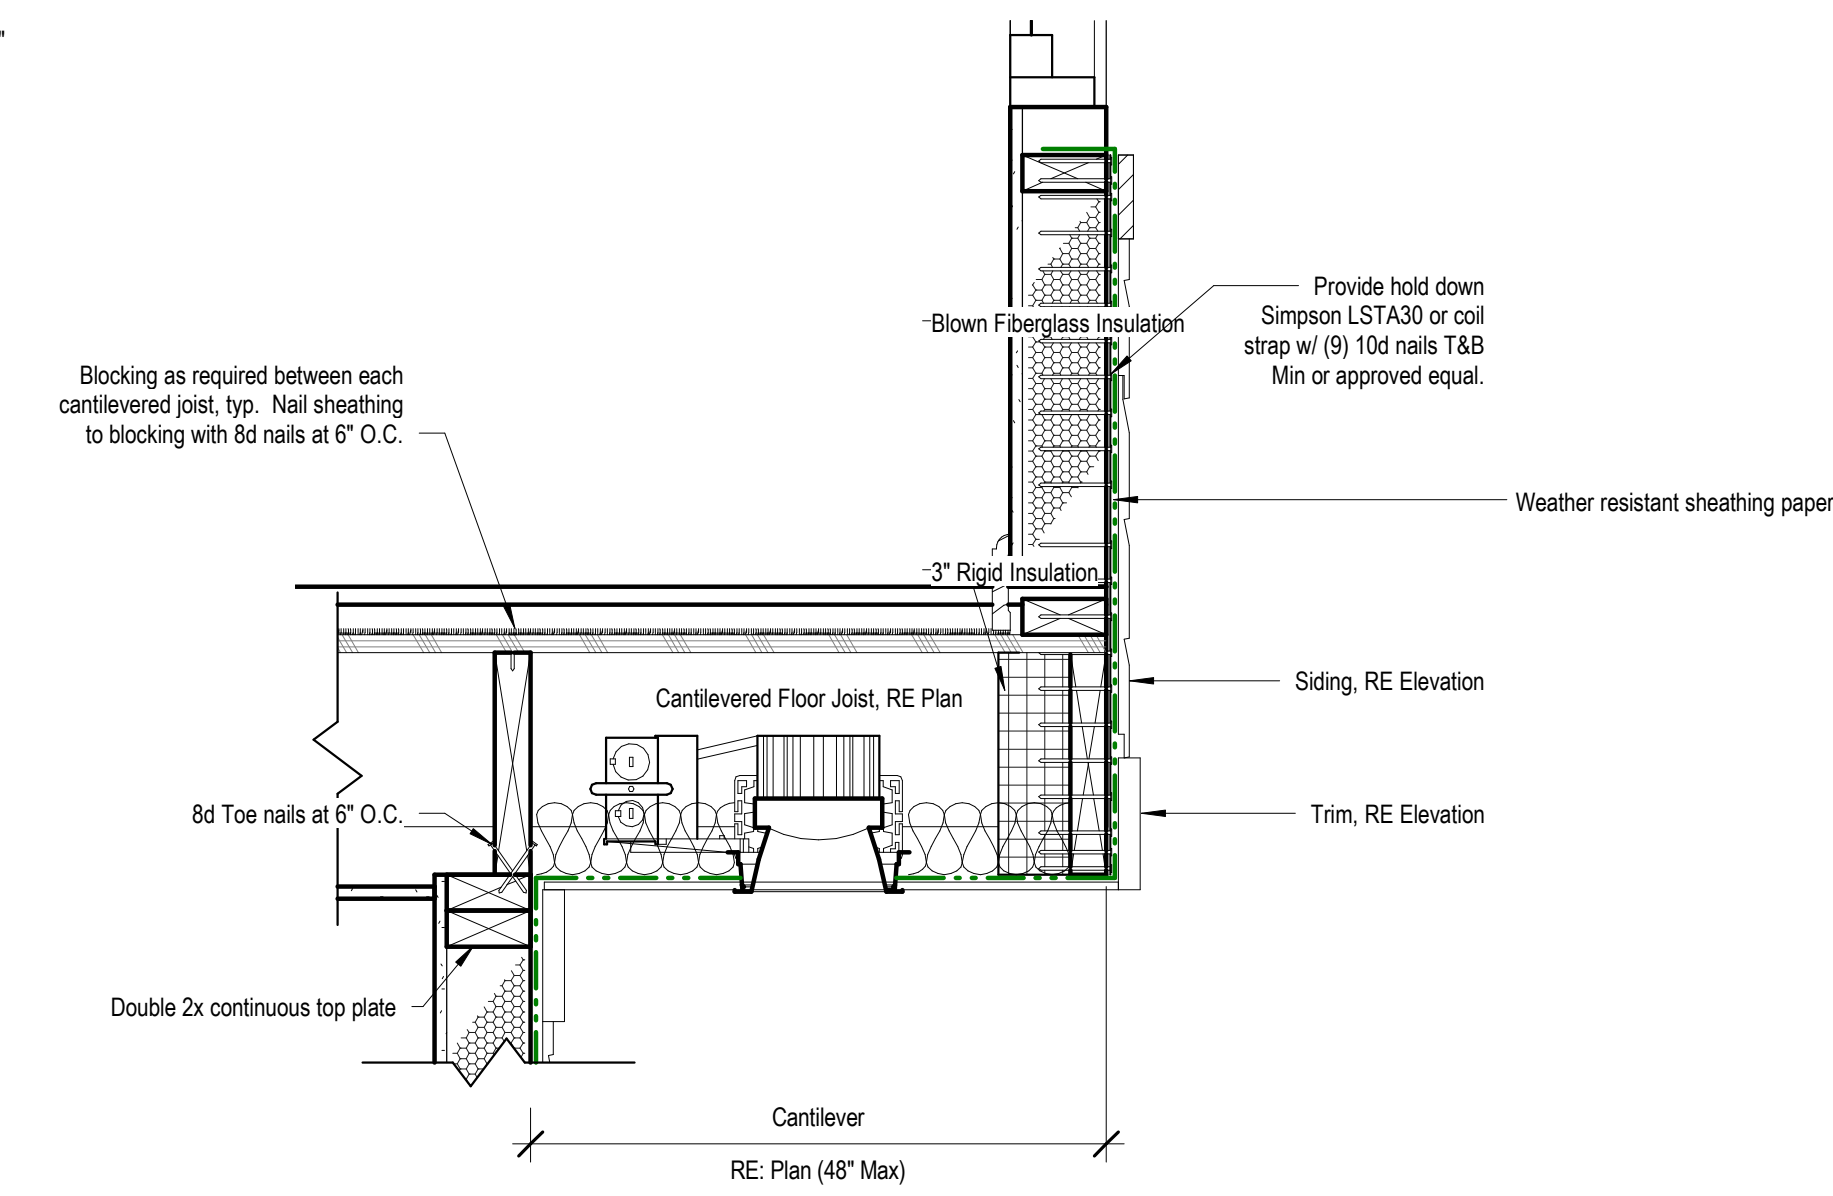 "
Provide hold down
Simpson LSTA30 or coil
strap w/ (9) 10d nails T&B
Min or approved equal.
Blown Fiberglass Insulation
Blocking as required between each
cantilevered joist, typ. Nail sheathing
to blocking with 8d nails at 6" O.C.
Weather resistant sheathing paper
3" Rigid Insulation
Cantilevered Floor Joist, RE Plan
Siding, RE Elevation
8d Toe nails at 6" O.C.
Trim, RE Elevation
Double 2x continuous top plate
Cantilever
RE: Plan (48" Max)